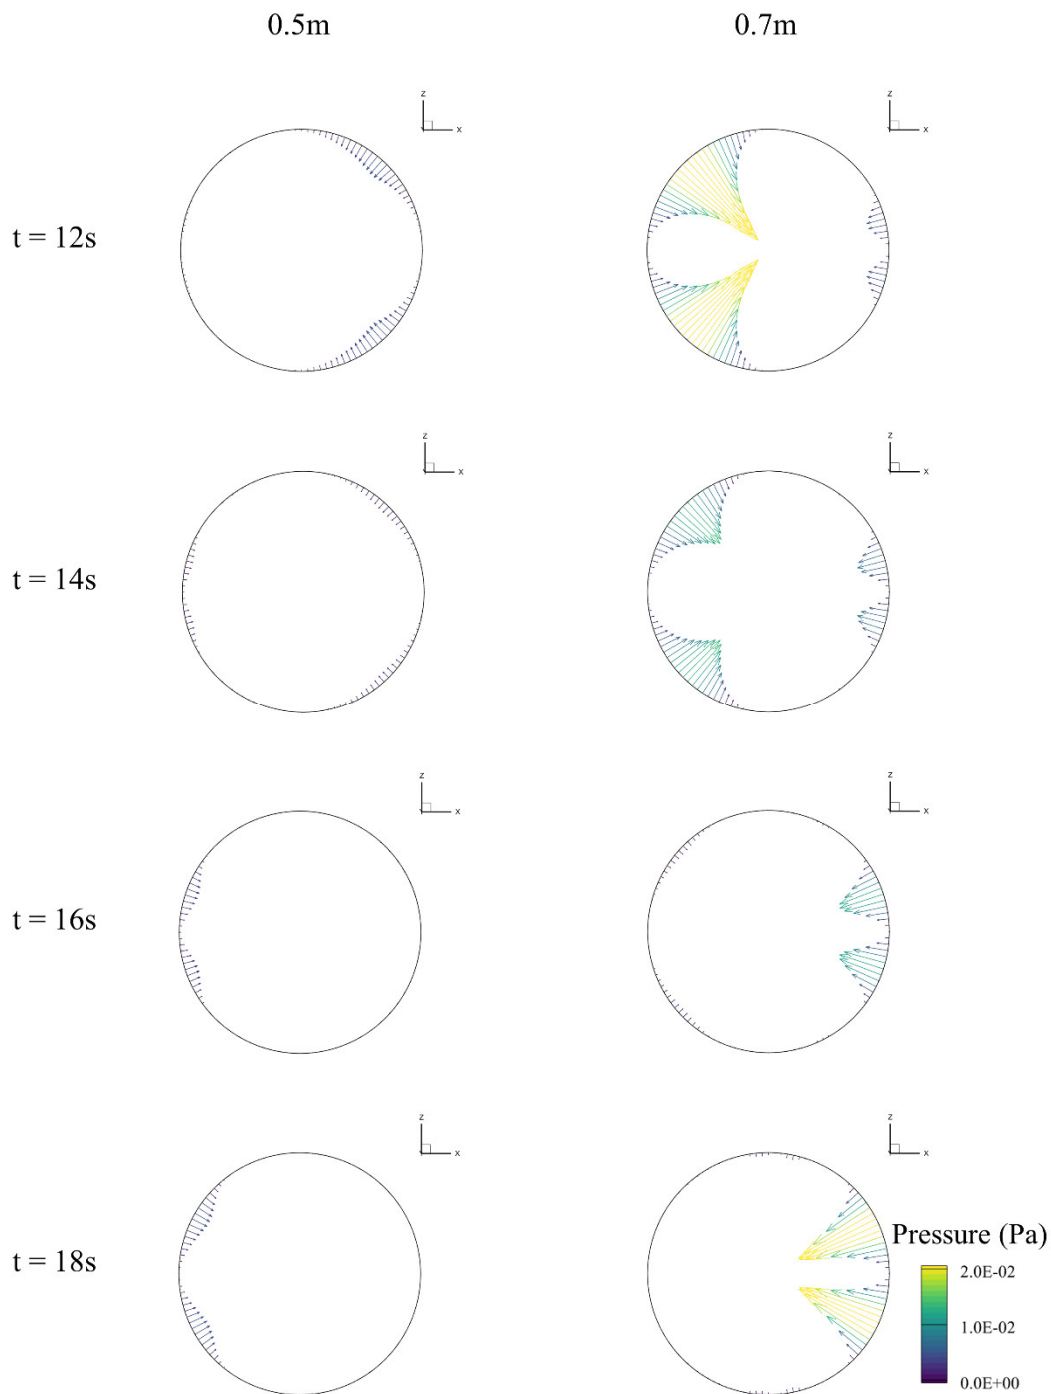 0.5m 0.7m
z z
x x
t = 12s
z z
x x
t = 14s
z z
x x
t = 16s
z z
x x
t = 18s
Pressure (Pa)
2.0E-02
1.0E-02
0.0E+00